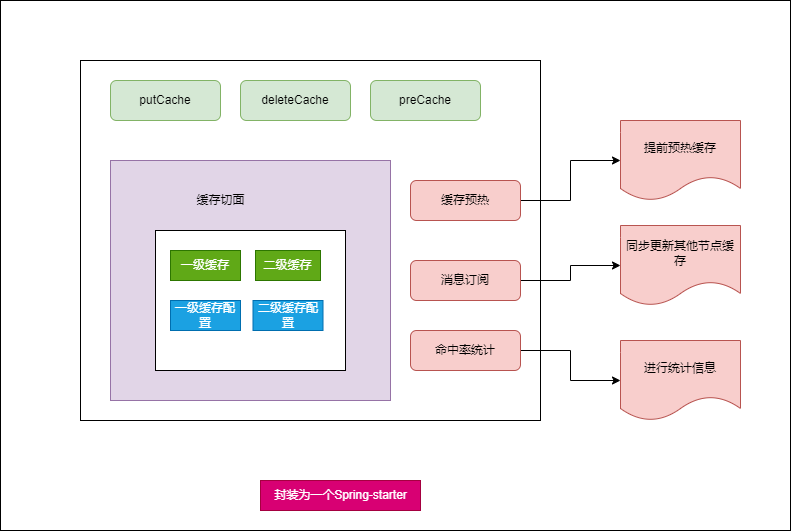 putCache
deleteCache
preCache
提前预热缓存
缓存切面
缓存预热
同步更新其他节点缓
存
一级缓存
二级缓存
消息订阅
一级缓存配
置
二级缓存配
置
命中率统计
进行统计信息
封装为一个Spring-starter